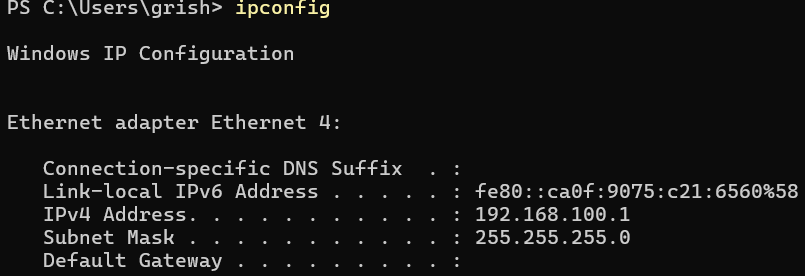 PS C:\Users\grish> ipconfig
Windows IP Configuration
Ethernet adapter Ethernet 4:
Connection-specific DNS Suffix  . :
Link-local IPv6 Address . . . . . : fe80::ca0f:9075:c21:6560%58
IPv4 Address. . . . . . . . . . . : 192.168.100.1
Subnet Mask . . . . . . . . . . . : 255.255.255.0
Default Gateway . . . . . . . . . :